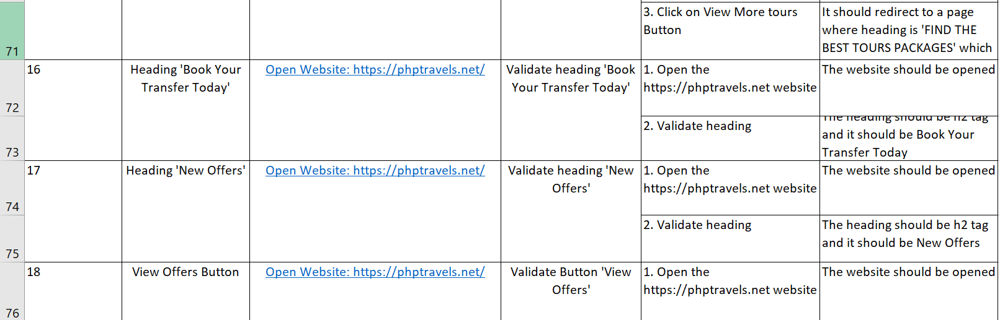 3. Click on View More tours
Button
It should redirect to a page
where heading is 'FIND THE
BEST TOURS PACKAGES' which
71
16
Heading 'Book Your
Transfer Today'
Open Website: https://phptravels.net/
Validate heading 'Book
Your Transfer Today'
1. Open the
https://phptravels.net website
The website should be opened
72
2. Validate heading
The heading should be h2 tag
and it should be Book Your
Transfer Today
73
17
Heading 'New Offers'
Open Website: https://phptravels.net/
Validate heading 'New
Offers'
1. Open the
https://phptravels.net website
The website should be opened
74
2. Validate heading
The heading should be h2 tag
and it should be New Offers
75
18
View Offers Button
Open Website: https://phptravels.net/
Validate Button 'View
Offers'
1. Open the
https://phptravels.net website
The website should be opened
76